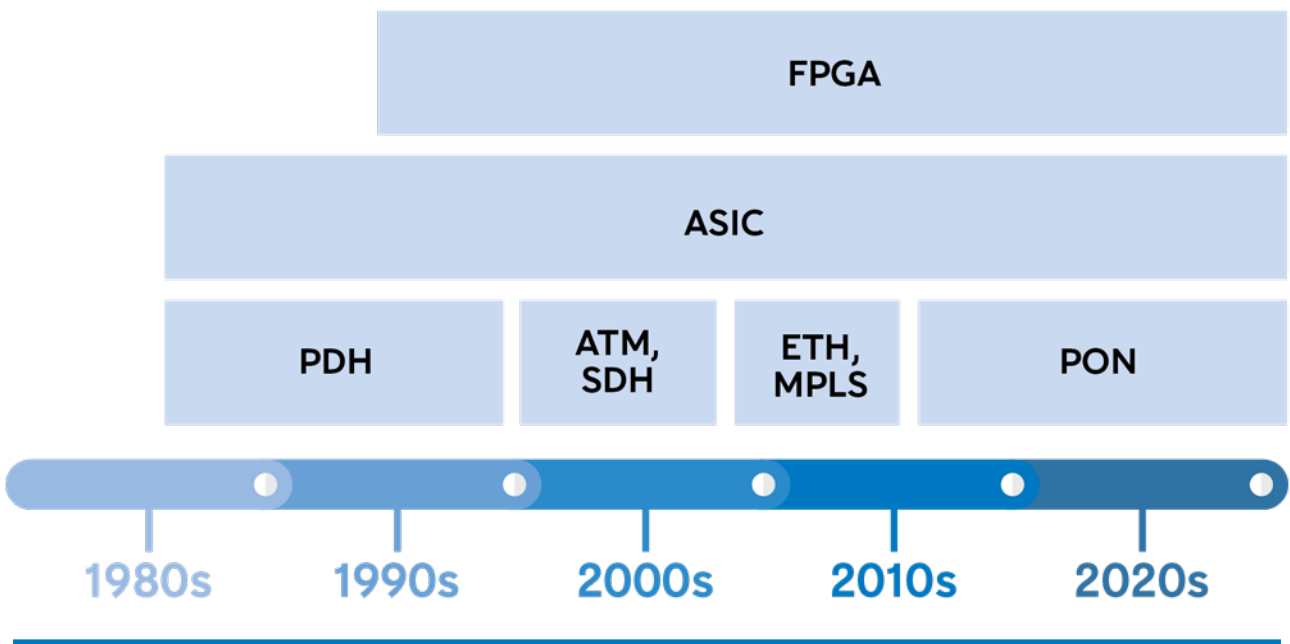 FPGA
ASIC
PDH
ATM,
SDH
ETH,
MPLS
PON
1980s
1990s
2000s
2010s
2020s